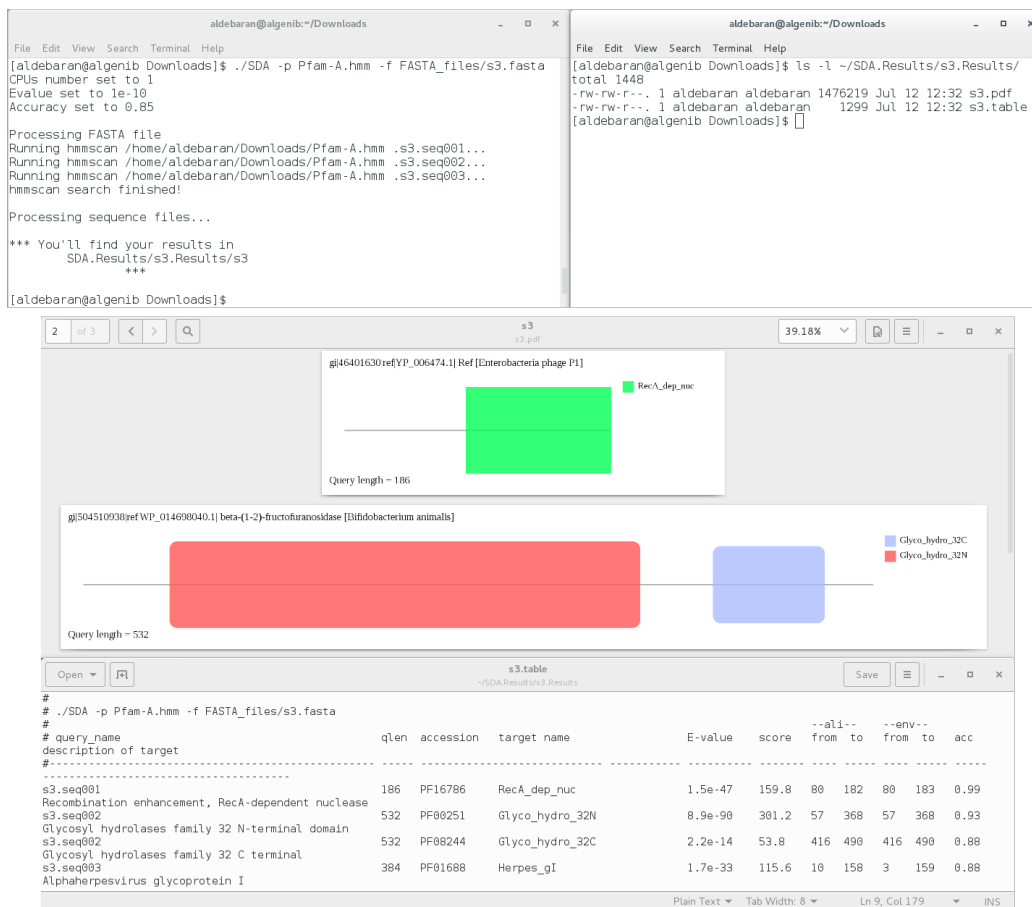 aldebaran@algenib:~/Downloads
File Edit View Search Terminal Help
[aldebaran@algenib Downloads]$ ./SDA -p Pfam-A.hmm -f FASTA_files/s3.fasta
CPUs number set to 1
Evalue set to 1e-10
Accuracy set to 0.85
Processing FASTA file
Running hmmscan /home/aldebaran/Downloads/Pfam-A.hmm .s3.seq001...
Running hmmscan /home/aldebaran/Downloads/Pfam-A.hmm .s3.seq002...
Running hmmscan /home/aldebaran/Downloads/Pfam-A.hmm .s3.seq003...
hmmscan search finished!
Processing sequence files...
*** You'll find your results in
SDA.Results/s3.Results/s3
***
[aldebaran@algenib Downloads]$
aldebaran@algenib:~/Downloads
File Edit View Search Terminal Help
[aldebaran@algenib Downloads]$ ls -l ~/SDA.Results/s3.Results/
total 1448
-rw-rw-r--. 1 aldebaran aldebaran 1476219 Jul 12 12:32 s3.pdf
-rw-rw-r--. 1 aldebaran aldebaran 1299 Jul 12 12:32 s3.table
[aldebaran@algenib Downloads]$
2 of 3
s3
s3.pdf
39.18%
gi|46401630|ref|YP_006474.1| Ref [Enterobacteria phage P1]
RecA_dep_nuc
Query length = 186
gi|504510938|ref|WP_014698040.1| beta-(1-2)-fructofuranosidase [Bifidobacterium animalis]
Glyco_hydro_32C
Glyco_hydro_32N
Query length = 532
Open
s3.table
~/SDA.Results/s3.Results
Save
#
# ./SDA -p Pfam-A.hmm -f FASTA_files/s3.fasta
# --ali-- --env--
# query_name qlen accession target name E-value score from to from to acc
description of target
#-------------------------------------------------- ----- ---------------------------- ----------- ---------- ------- ---- ----- ---- ----- -----
--------------------------------------
s3.seq001 186 PF16786 RecA_dep_nuc 1.5e-47 159.8 80 182 80 183 0.99
Recombination enhancement, RecA-dependent nuclease
s3.seq002 532 PF00251 Glyco_hydro_32N 8.9e-90 301.2 57 368 57 368 0.93
Glycosyl hydrolases family 32 N-terminal domain
s3.seq002 532 PF08244 Glyco_hydro_32C 2.2e-14 53.8 416 490 416 490 0.88
Glycosyl hydrolases family 32 C terminal
s3.seq003 384 PF01688 Herpes_gI 1.7e-33 115.6 10 158 3 159 0.88
Alphaherpesvirus glycoprotein I
Plain Text Tab Width: 8 Ln 9, Col 179 INS